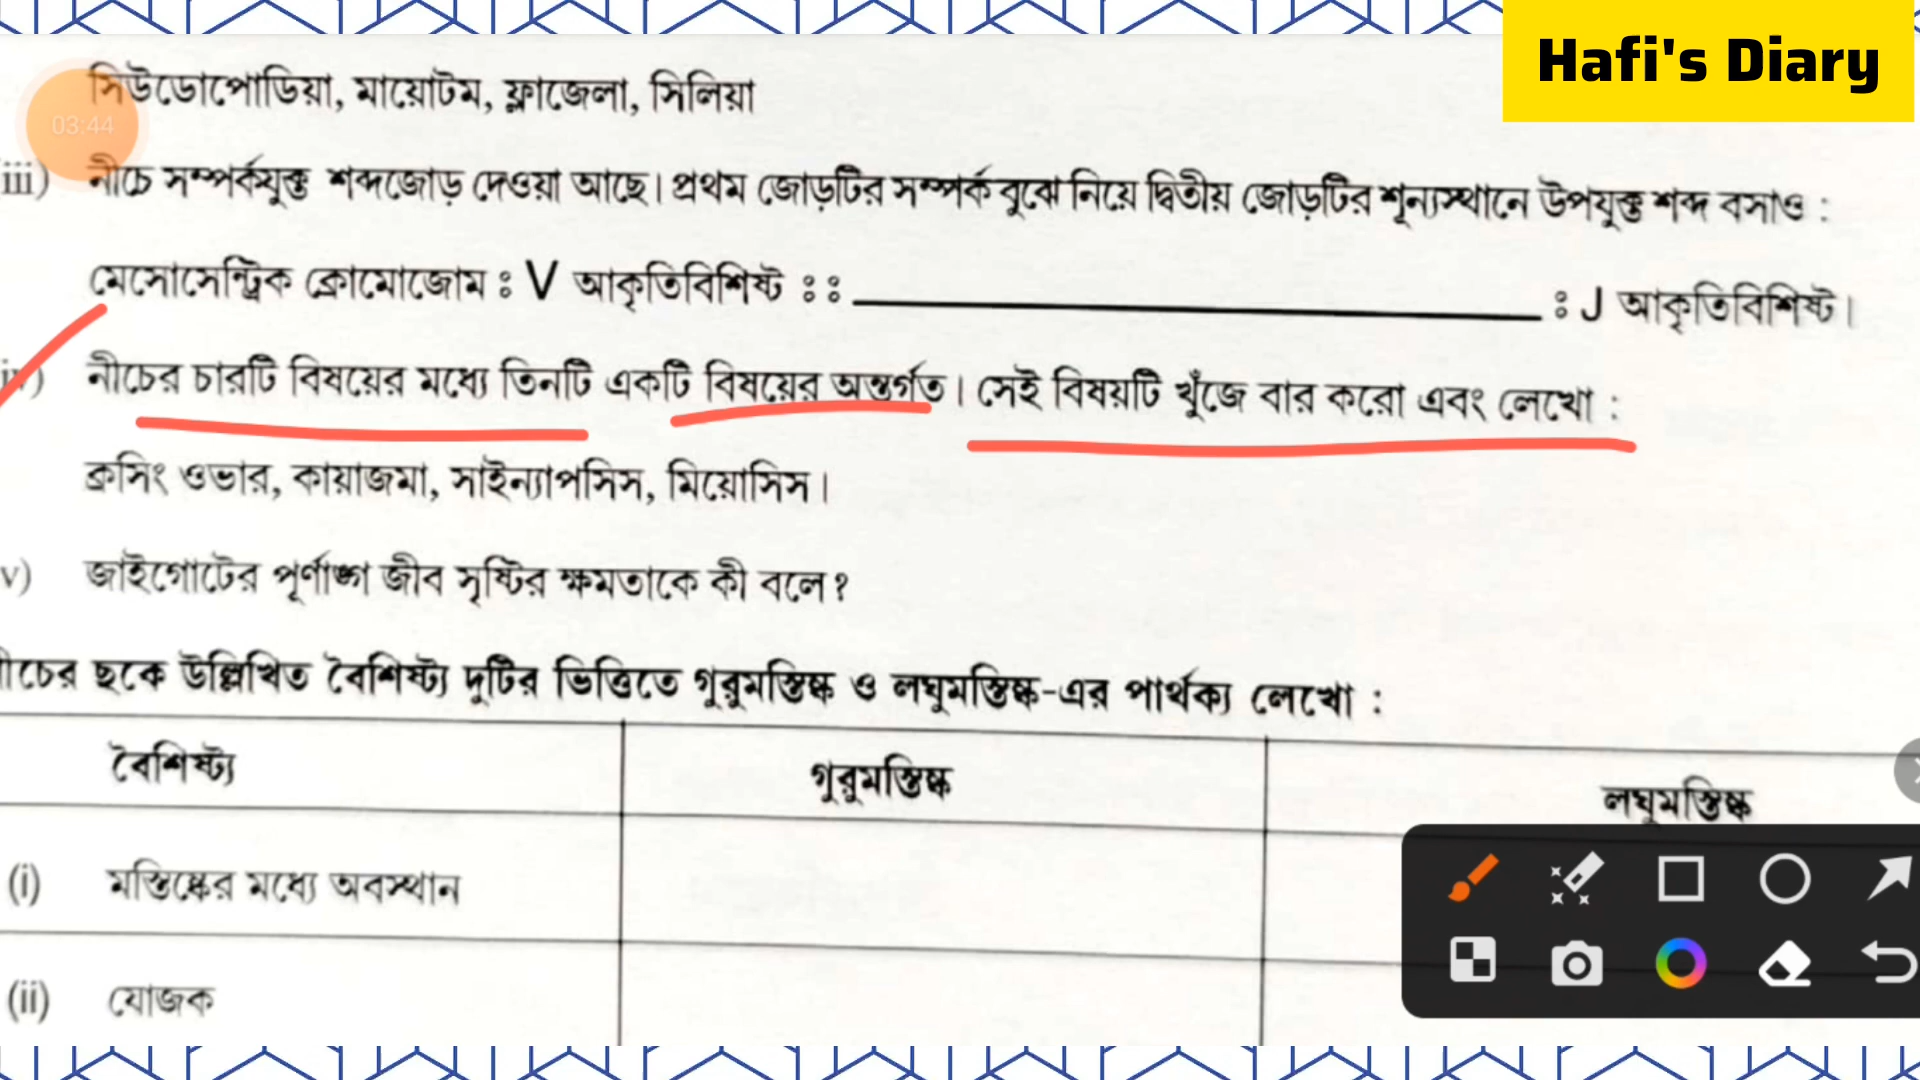 Hafi's Diary
সিউডোপোডিয়া, মায়োটম, ফ্লাজেলা, সিলিয়া
03:44
iii) নীচে সম্পর্কযুক্ত শব্দজোড় দেওয়া আছে। প্রথম জোড়টির সম্পর্ক বুঝে নিয়ে দ্বিতীয় জোড়টির শূন্যস্থানে উপযুক্ত শব্দ বসাও :
মেসোসেন্ট্রিক ক্রোমোজোম : V আকৃতিবিশিষ্ট : : ______ : J আকৃতিবিশিষ্ট।
iv) নীচের চারটি বিষয়ের মধ্যে তিনটি একটি বিষয়ের অন্তর্গত। সেই বিষয়টি খুঁজে বার করো এবং লেখো :
ক্রসিং ওভার, কায়াজমা, সাইন্যাপসিস, মিয়োসিস।
v) জাইগোটের পূর্ণাঙ্গ জীব সৃষ্টির ক্ষমতাকে কী বলে?
নীচের ছকে উল্লিখিত বৈশিষ্ট্য দুটির ভিত্তিতে গুরুমস্তিষ্ক ও লঘুমস্তিষ্ক-এর পার্থক্য লেখো :
বৈশিষ্ট্য গুরুমস্তিষ্ক লঘুমস্তিষ্ক
(i) মস্তিষ্কের মধ্যে অবস্থান
(ii) যোজক